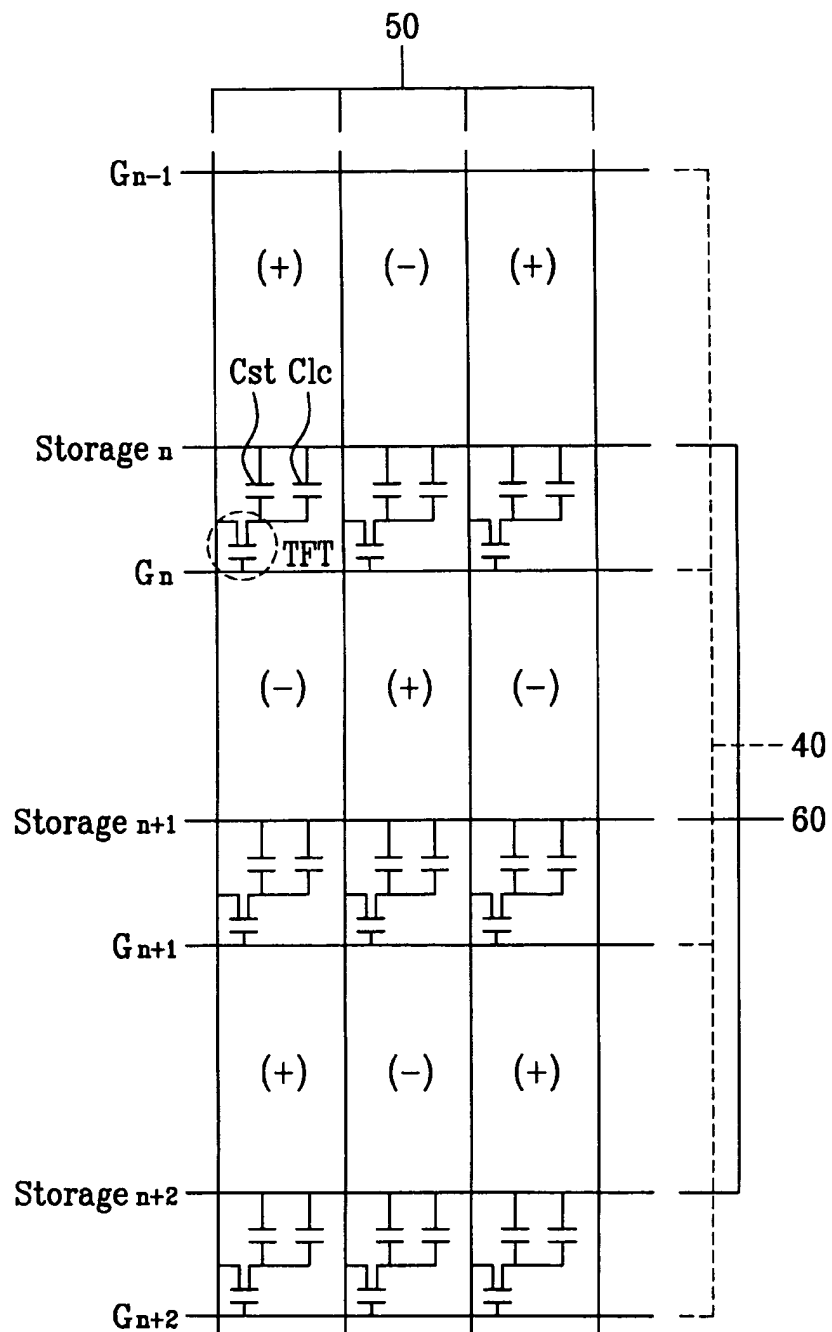 50
Gn-1
(+) (-) (+)
Cst Clc
Storage n
TFT
Gn
(-) (+) (-)
40
Storage n+1
60
Gn+1
(+) (-) (+)
Storage n+2
Gn+2